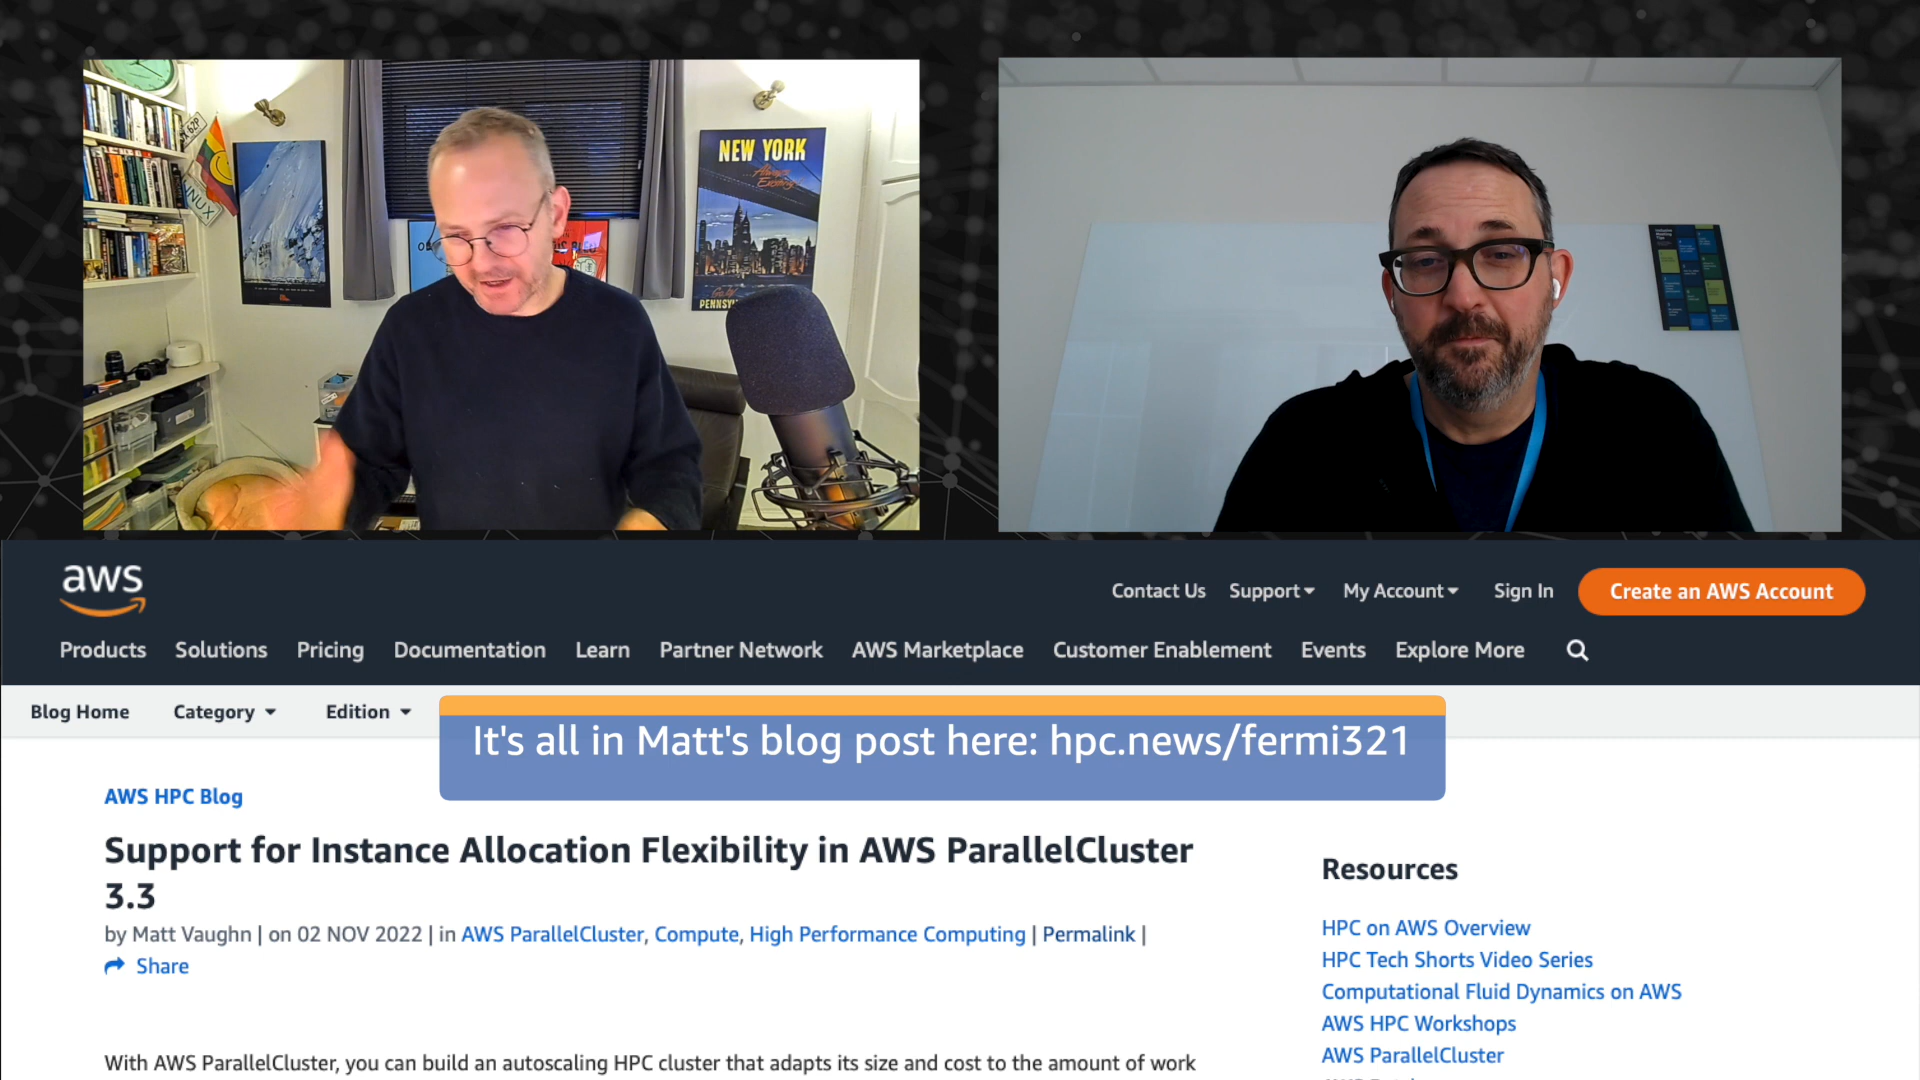 NEW YORK
...Always
Exciting
Go by
NUX
aws
Contact Us Support My Account Sign In Create an AWS Account
Products Solutions Pricing Documentation Learn Partner Network AWS Marketplace Customer Enablement Events Explore More
Blog Home Category Edition
It's all in Matt's blog post here: hpc.news/fermi321
AWS HPC Blog
Support for Instance Allocation Flexibility in AWS ParallelCluster
3.3
by Matt Vaughn | on 02 NOV 2022 | in AWS ParallelCluster, Compute, High Performance Computing | Permalink |
Share
With AWS ParallelCluster, you can build an autoscaling HPC cluster that adapts its size and cost to the amount of work
Resources
HPC on AWS Overview
HPC Tech Shorts Video Series
Computational Fluid Dynamics on AWS
AWS HPC Workshops
AWS ParallelCluster